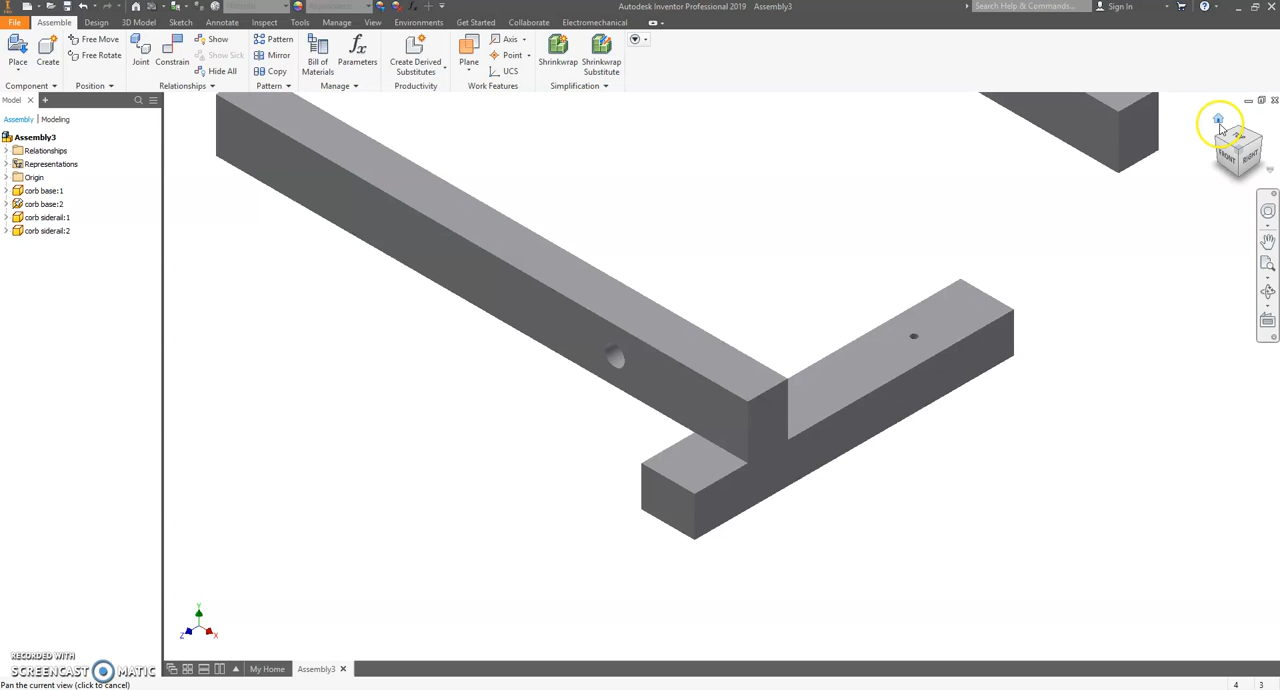 Autodesk Inventor Professional 2019 Assembly3
Search Help & Commands...
Sign In
File Assemble Design 3D Model Sketch Annotate Inspect Tools Manage View Environments Get Started Collaborate Electromechanical
Place
Create
Free Move
Free Rotate
Joint
Constrain
Show
Show Sick
Hide All
Pattern
Mirror
Copy
Bill of
Materials
Parameters
Create Derived
Substitutes
Plane
Axis
Point
UCS
Shrinkwrap
Shrinkwrap
Substitute
Component Position Relationships Pattern Manage Productivity Work Features Simplification
Model
Assembly Modeling
Assembly3
Relationships
Representations
Origin
corb base:1
corb base:2
corb siderail:1
corb siderail:2
FRONT
RIGHT
Y
Z
X
RECORDED WITH
SCREENCAST MATIC
My Home Assembly3
Pan the current view (click to cancel)
4 3